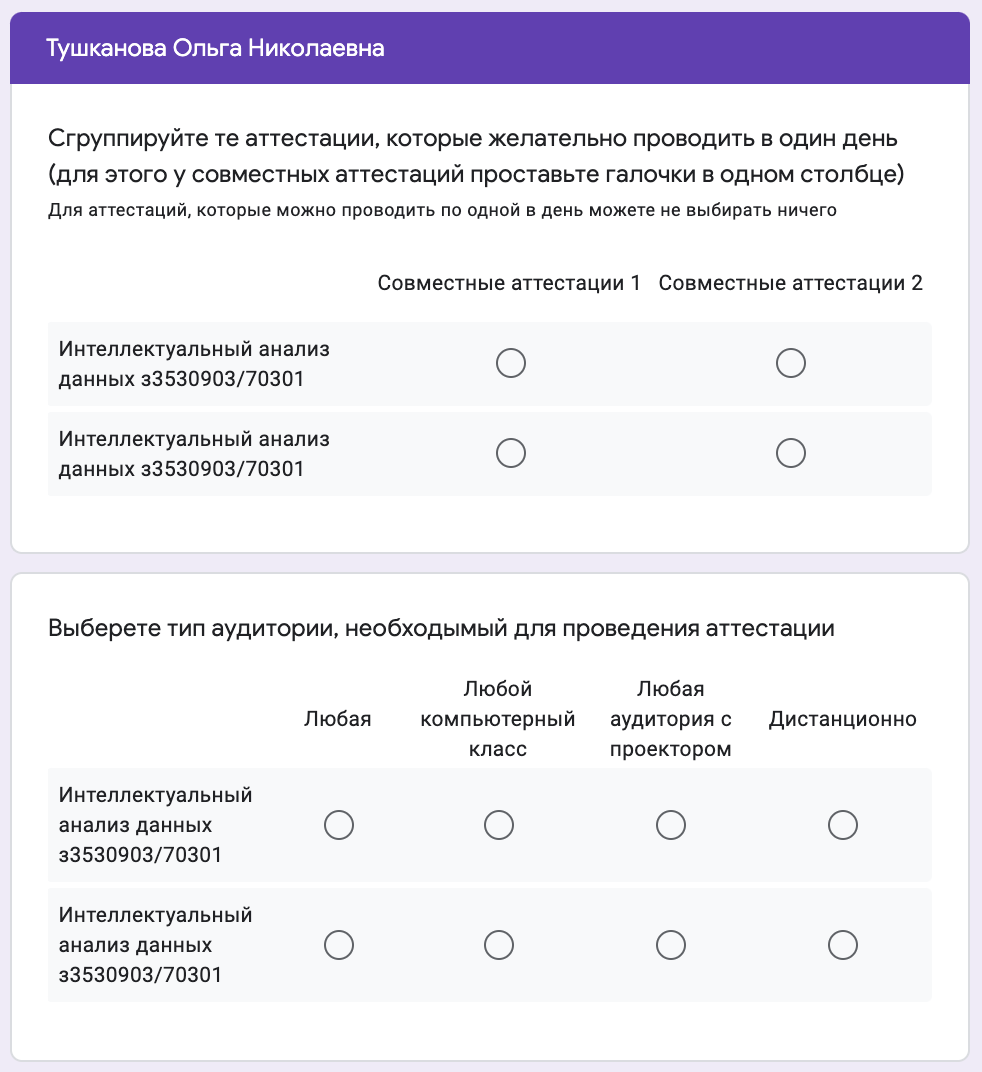 Тушканова Ольга Николаевна
Сгруппируйте те аттестации, которые желательно проводить в один день
(для этого у совместных аттестаций проставьте галочки в одном столбце)
Для аттестаций, которые можно проводить по одной в день можете не выбирать ничего
Совместные аттестации 1 Совместные аттестации 2
Интеллектуальный анализ
данных з3530903/70301
Интеллектуальный анализ
данных з3530903/70301
Выберете тип аудитории, необходымый для проведения аттестации
Любая
Любой
компьютерный
класс
Любая
аудитория с
проектором
Дистанционно
Интеллектуальный
анализ данных
з3530903/70301
Интеллектуальный
анализ данных
з3530903/70301